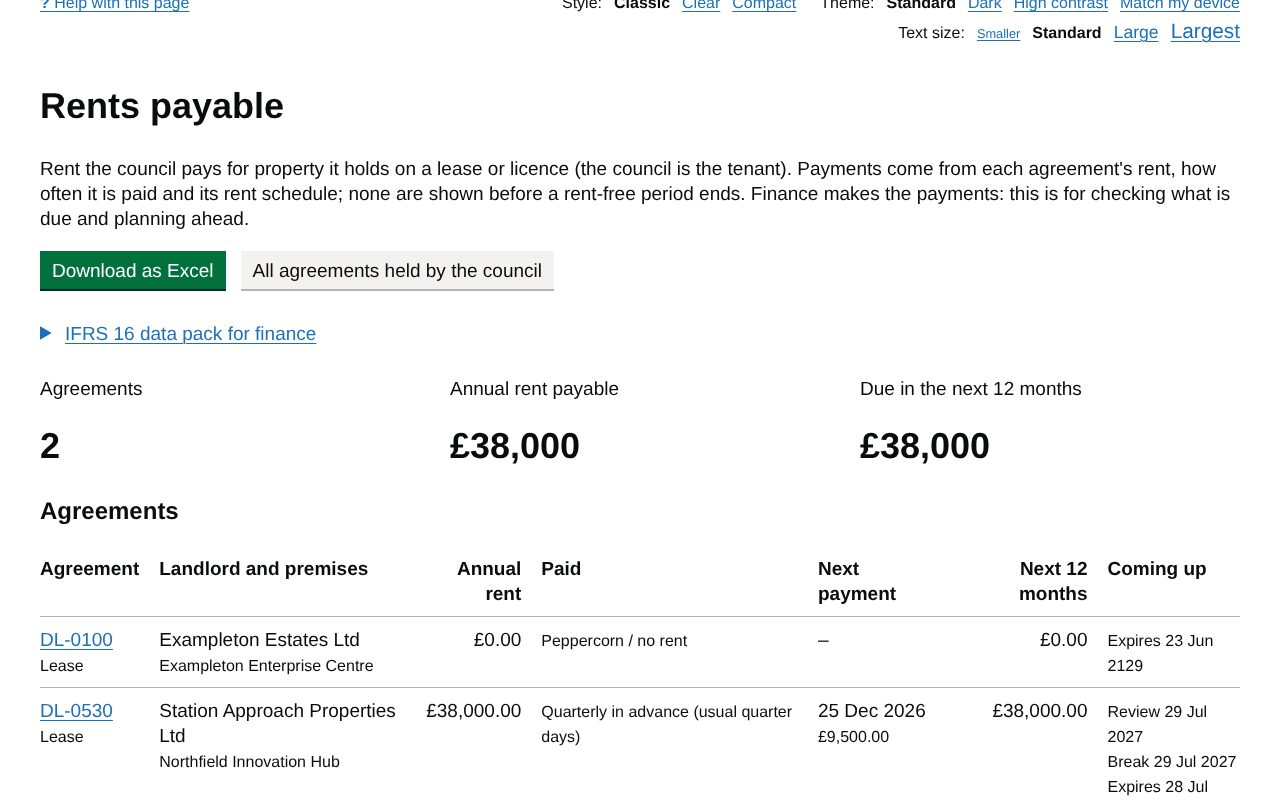 ? Help with this page
Style: Classic Clear Compact Theme: Standard Dark High contrast Match my device
Text size: Smaller Standard Large Largest
Rents payable
Rent the council pays for property it holds on a lease or licence (the council is the tenant). Payments come from each agreement's rent, how
often it is paid and its rent schedule; none are shown before a rent-free period ends. Finance makes the payments: this is for checking what is
due and planning ahead.
Download as Excel All agreements held by the council
IFRS 16 data pack for finance
Agreements Annual rent payable Due in the next 12 months
2 £38,000 £38,000
Agreements
Agreement Landlord and premises Annual rent Paid Next payment Next 12 months Coming up
DL-0100 Exampleton Estates Ltd £0.00 Peppercorn / no rent – £0.00 Expires 23 Jun
Lease Exampleton Enterprise Centre 2129
DL-0530 Station Approach Properties £38,000.00 Quarterly in advance (usual quarter 25 Dec 2026 £38,000.00 Review 29 Jul
Lease Ltd days) £9,500.00 2027
Northfield Innovation Hub Break 29 Jul 2027
Expires 28 Jul